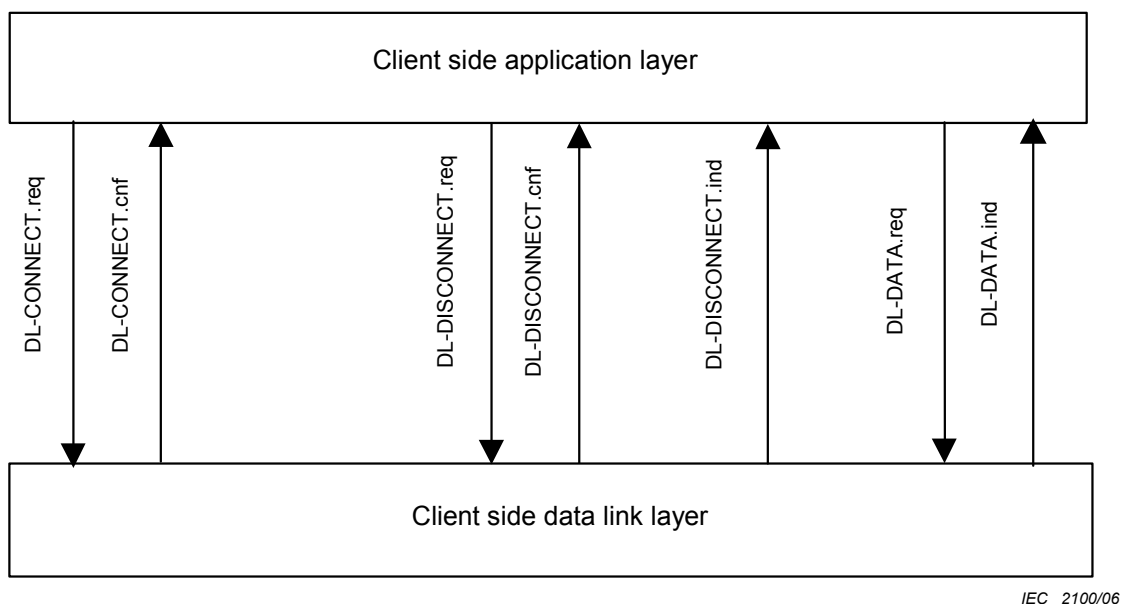 Client side application layer
DL-CONNECT.req
DL-CONNECT.cnf
DL-DISCONNECT.req
DL-DISCONNECT.cnf
DL-DISCONNECT.ind
DL-DATA.req
DL-DATA.ind
Client side data link layer
IEC 2100/06